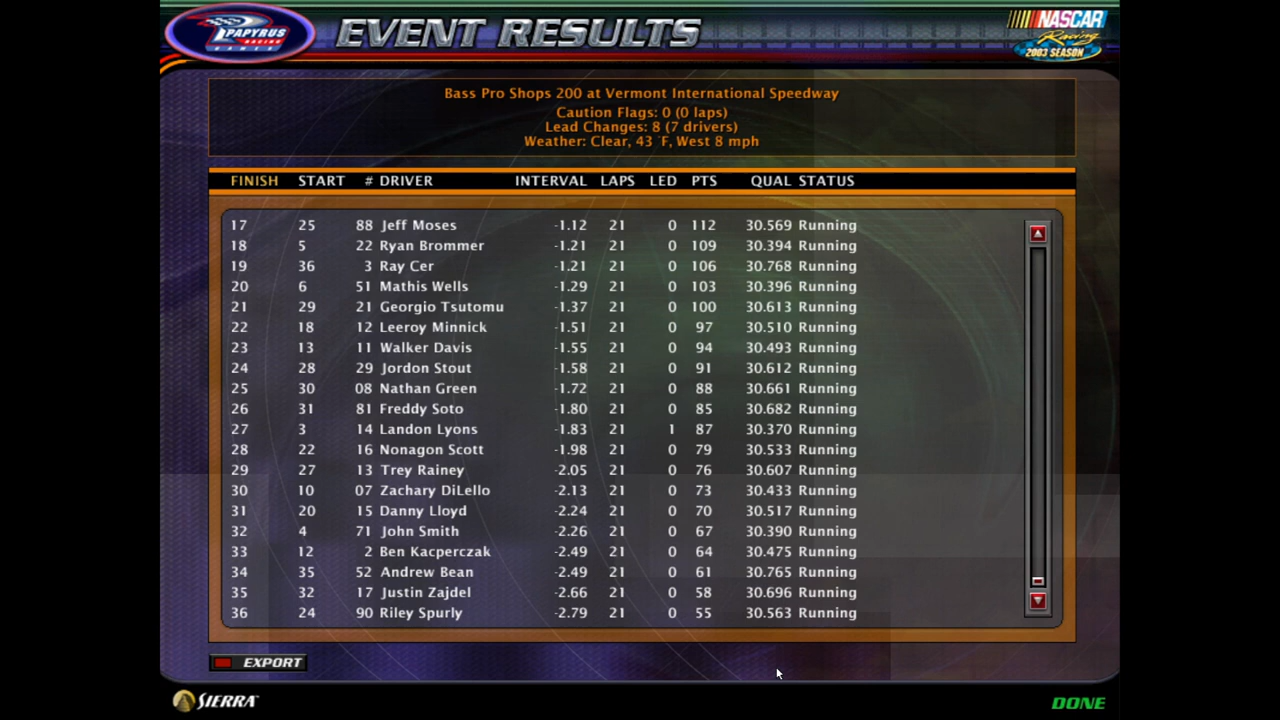 PAPYRUS RACING GAMES
EVENT RESULTS
NASCAR Racing 2003 SEASON
Bass Pro Shops 200 at Vermont International Speedway
Caution Flags: 0 (0 laps)
Lead Changes: 8 (7 drivers)
Weather: Clear, 43 °F, West 8 mph
FINISH START # DRIVER INTERVAL LAPS LED PTS QUAL STATUS
17 25 88 Jeff Moses -1.12 21 0 112 30.569 Running
18 5 22 Ryan Brommer -1.21 21 0 109 30.394 Running
19 36 3 Ray Cer -1.21 21 0 106 30.768 Running
20 6 51 Mathis Wells -1.29 21 0 103 30.396 Running
21 29 21 Georgio Tsutomu -1.37 21 0 100 30.613 Running
22 18 12 Leeroy Minnick -1.51 21 0 97 30.510 Running
23 13 11 Walker Davis -1.55 21 0 94 30.493 Running
24 28 29 Jordon Stout -1.58 21 0 91 30.612 Running
25 30 08 Nathan Green -1.72 21 0 88 30.661 Running
26 31 81 Freddy Soto -1.80 21 0 85 30.682 Running
27 3 14 Landon Lyons -1.83 21 1 87 30.370 Running
28 22 16 Nonagon Scott -1.98 21 0 79 30.533 Running
29 27 13 Trey Rainey -2.05 21 0 76 30.607 Running
30 10 07 Zachary DiLello -2.13 21 0 73 30.433 Running
31 20 15 Danny Lloyd -2.24 21 0 70 30.517 Running
32 4 71 John Smith -2.26 21 0 67 30.390 Running
33 12 2 Ben Kacperczak -2.49 21 0 64 30.475 Running
34 35 52 Andrew Bean -2.49 21 0 61 30.765 Running
35 32 17 Justin Zajdel -2.66 21 0 58 30.696 Running
36 24 90 Riley Spurly -2.79 21 0 55 30.563 Running
EXPORT
SIERRA
DONE